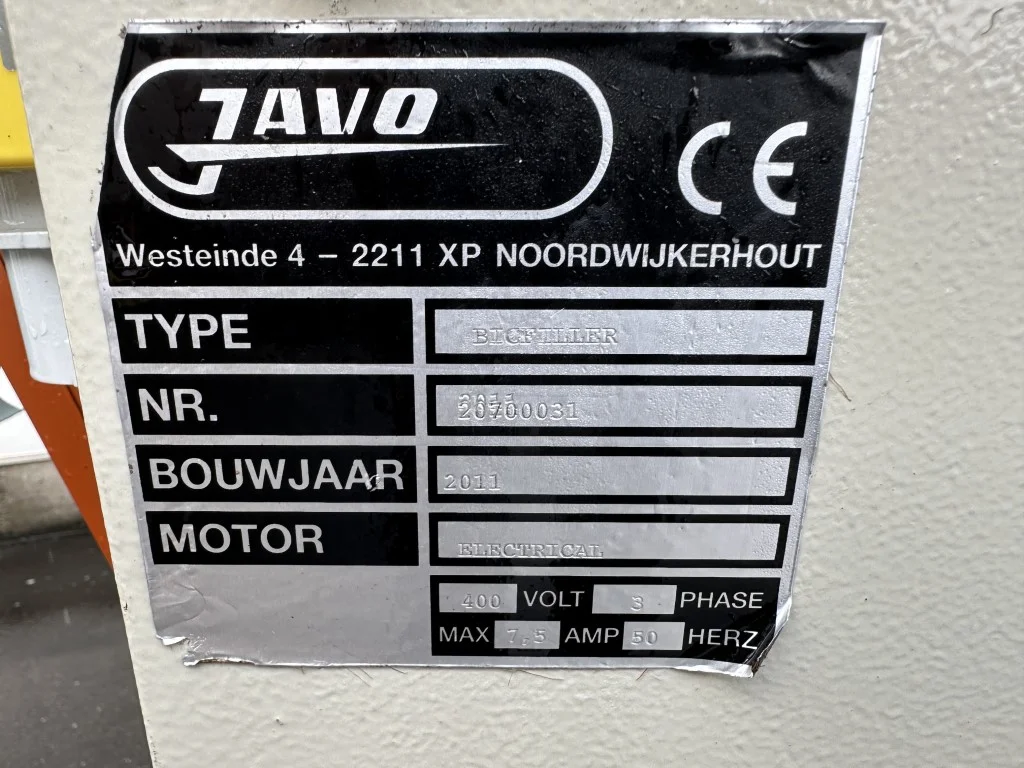 JAVO
CE
Westeinde 4 – 2211 XP NOORDWIJKERHOUT
TYPE BIGFILLER
NR. 20700031
BOUWJAAR 2011
MOTOR ELECTRICAL
400 VOLT 3 PHASE
MAX 7,5 AMP 50 HERZ